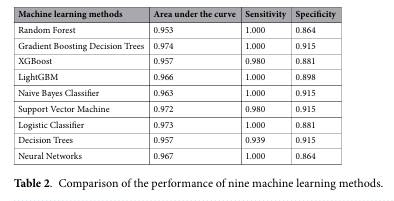 Machine learning methods Area under the curve Sensitivity Specificity
Random Forest 0.953 1.000 0.864
Gradient Boosting Decision Trees 0.974 1.000 0.915
XGBoost 0.957 0.980 0.881
LightGBM 0.966 1.000 0.898
Naive Bayes Classifier 0.963 1.000 0.915
Support Vector Machine 0.972 0.980 0.915
Logistic Classifier 0.973 1.000 0.881
Decision Trees 0.957 0.939 0.915
Neural Networks 0.967 1.000 0.864
Table 2. Comparison of the performance of nine machine learning methods.